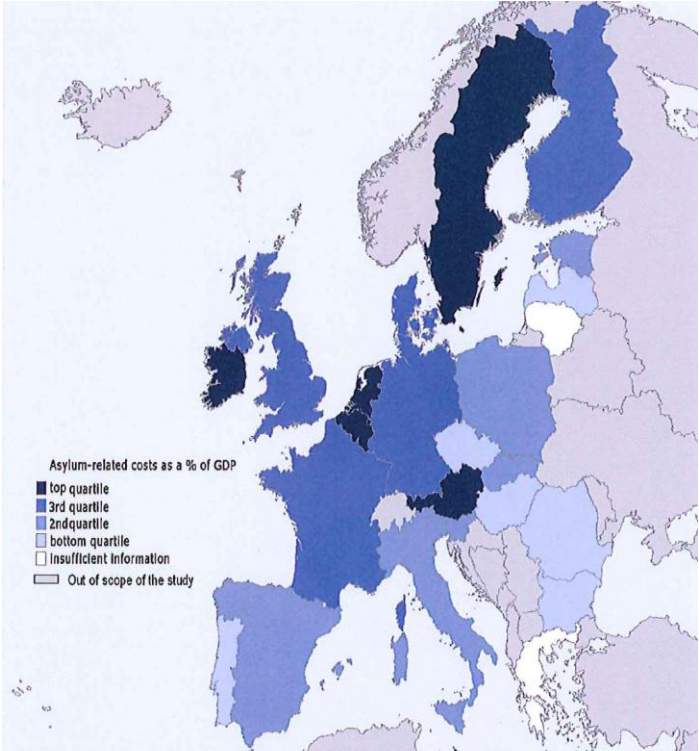 Asylum-related costs as a % of GDP
top quartile
3rd quartile
2ndquartile
bottom quartile
Insufficient Information
Out of scope of the study